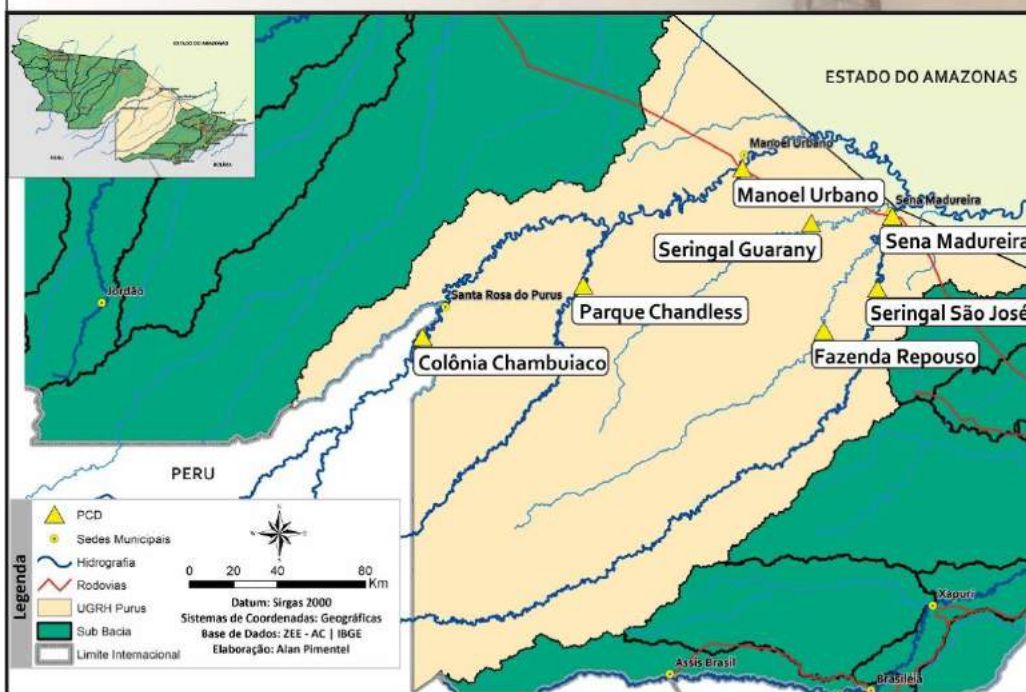 ESTADO DO AMAZONAS
PERU
BOLÍVIA
ESTADO DO AMAZONAS
Manoel Urbano
Manoel Urbano
Sena Madureira
Seringal Guarany
Sena Madureira
Jordão
Santa Rosa do Purus
Parque Chandless
Seringal São José
Colônia Chambuiaco
Fazenda Repouso
PERU
Legenda
PCD
Sedes Municipais
Hidrografia
Rodovias
UGRH Purus
Sub Bacia
Limite Internacional
N
0 20 40 80
Km
Datum: Sirgas 2000
Sistemas de Coordenadas: Geográficas
Base de Dados: ZEE - AC | IBGE
Elaboração: Alan Pimentel
Xapuri
Assis Brasil
Brasiléia